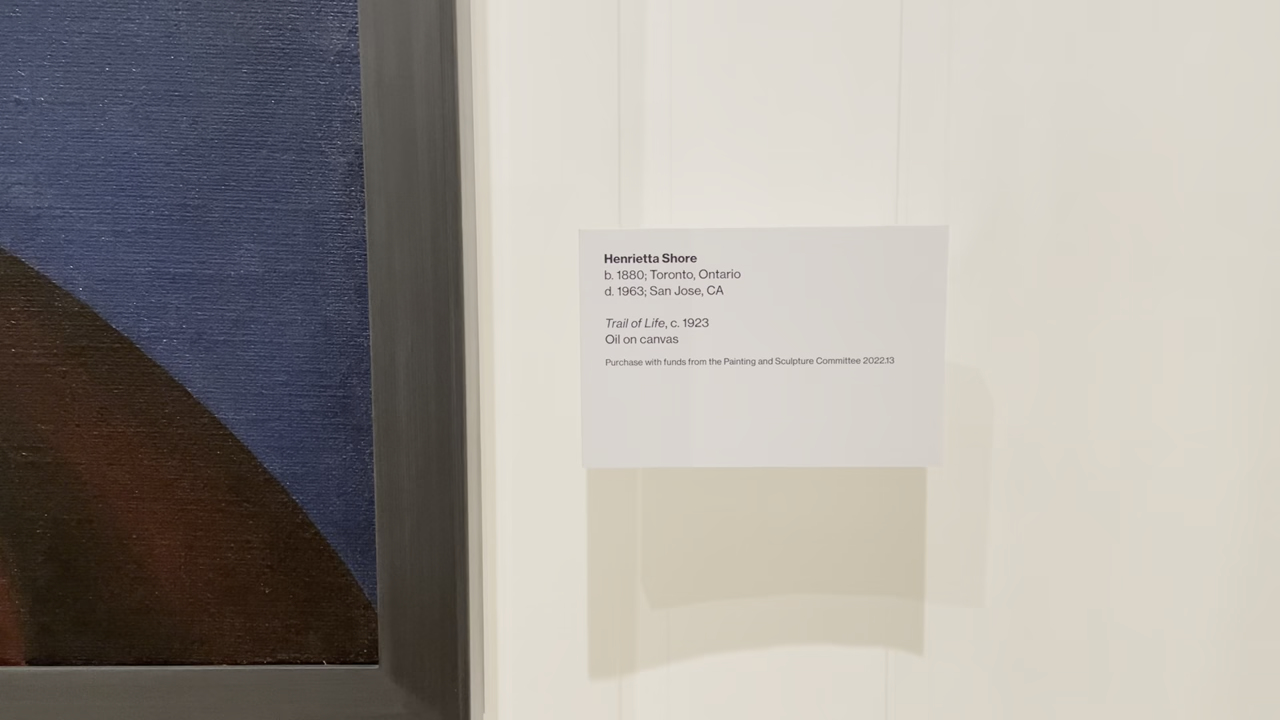 Henrietta Shore
b. 1880; Toronto, Ontario
d. 1963; San Jose, CA
Trail of Life, c. 1923
Oil on canvas
Purchase with funds from the Painting and Sculpture Committee 2022.13